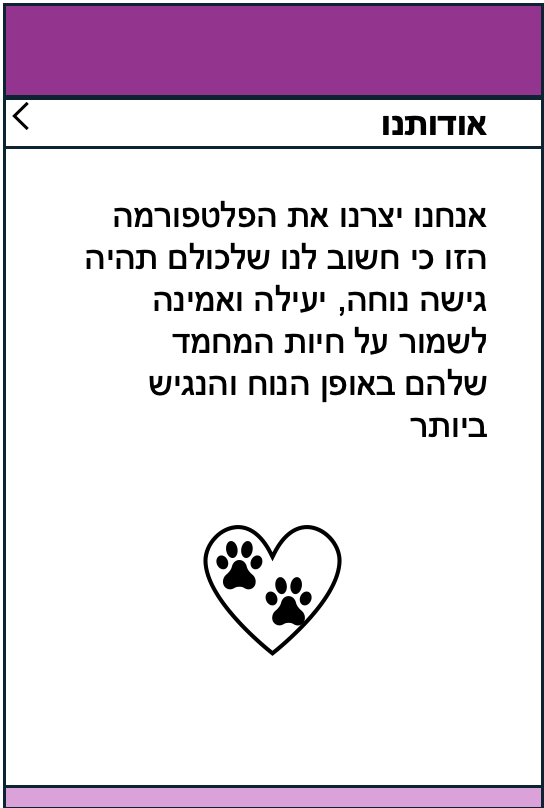 אודותנו
אנחנו יצרנו את הפלטפורמה
הזו כי חשוב לנו שלכולם תהיה
גישה נוחה, יעילה ואמינה
לשמור על חיות המחמד
שלהם באופן הנוח והנגיש
ביותר